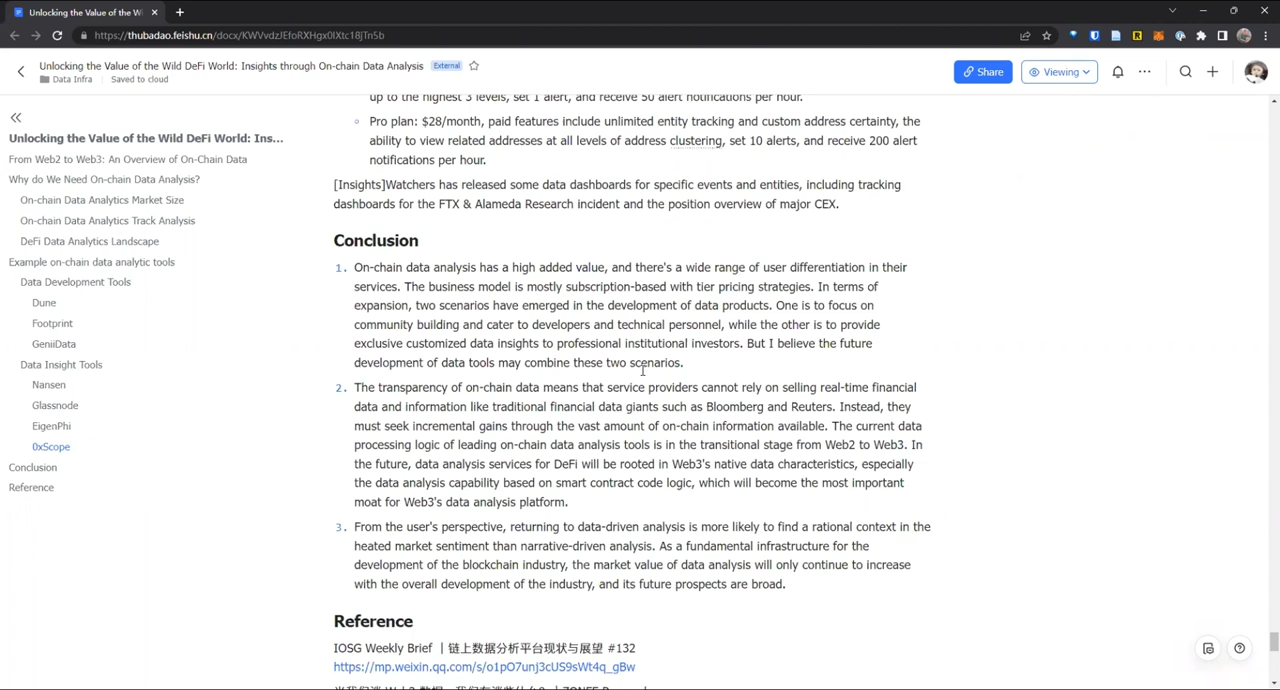 Unlocking the Value of the Wi
https://thubadao.feishu.cn/docx/KWVvdzJEfoRXHgx0IXtc18jTn5b
Unlocking the Value of the Wild DeFi World: Insights through On-chain Data Analysis External
Data Infra Saved to cloud
Share
Viewing
Unlocking the Value of the Wild DeFi World: Ins...
From Web2 to Web3: An Overview of On-Chain Data
Why do We Need On-chain Data Analysis?
On-chain Data Analytics Market Size
On-chain Data Analytics Track Analysis
DeFi Data Analytics Landscape
Example on-chain data analytic tools
Data Development Tools
Dune
Footprint
GeniiData
Data Insight Tools
Nansen
Glassnode
EigenPhi
0xScope
Conclusion
Reference
up to the highest 3 levels, set 1 alert, and receive 50 alert notifications per hour.
Pro plan: $28/month, paid features include unlimited entity tracking and custom address certainty, the
ability to view related addresses at all levels of address clustering, set 10 alerts, and receive 200 alert
notifications per hour.
[Insights]Watchers has released some data dashboards for specific events and entities, including tracking
dashboards for the FTX & Alameda Research incident and the position overview of major CEX.
Conclusion
1. On-chain data analysis has a high added value, and there's a wide range of user differentiation in their
services. The business model is mostly subscription-based with tier pricing strategies. In terms of
expansion, two scenarios have emerged in the development of data products. One is to focus on
community building and cater to developers and technical personnel, while the other is to provide
exclusive customized data insights to professional institutional investors. But I believe the future
development of data tools may combine these two scenarios.
2. The transparency of on-chain data means that service providers cannot rely on selling real-time financial
data and information like traditional financial data giants such as Bloomberg and Reuters. Instead, they
must seek incremental gains through the vast amount of on-chain information available. The current data
processing logic of leading on-chain data analysis tools is in the transitional stage from Web2 to Web3. In
the future, data analysis services for DeFi will be rooted in Web3's native data characteristics, especially
the data analysis capability based on smart contract code logic, which will become the most important
moat for Web3's data analysis platform.
3. From the user's perspective, returning to data-driven analysis is more likely to find a rational context in the
heated market sentiment than narrative-driven analysis. As a fundamental infrastructure for the
development of the blockchain industry, the market value of data analysis will only continue to increase
with the overall development of the industry, and its future prospects are broad.
Reference
IOSG Weekly Brief ｜链上数据分析平台现状与展望 #132
https://mp.weixin.qq.com/s/o1pO7unj3cUS9sWt4q_gBw